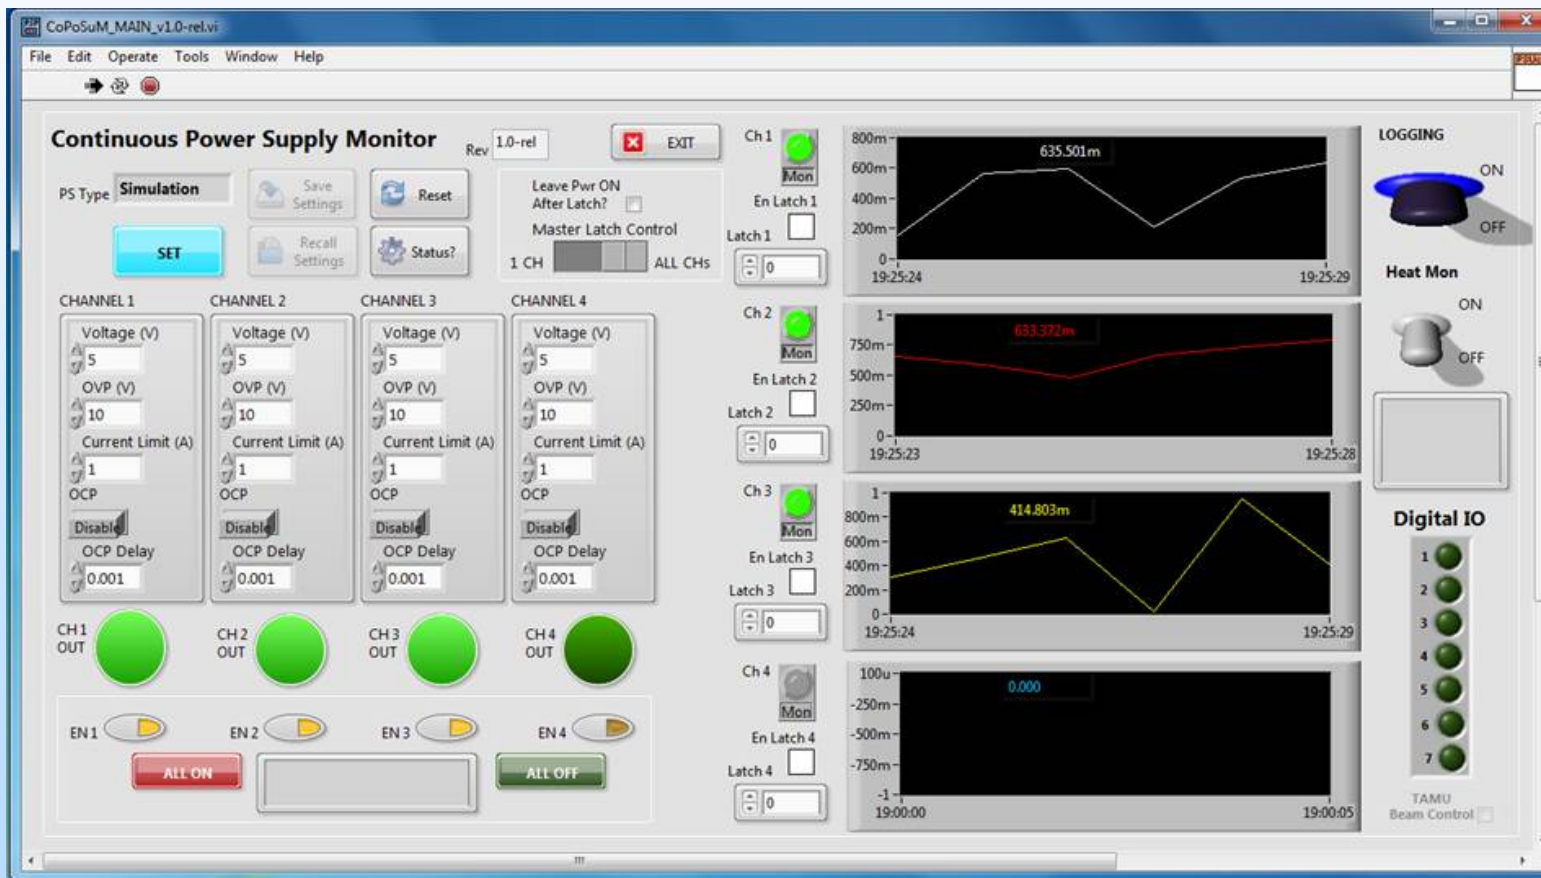 CoPoSuM_MAIN_v1.0-rel.vi
File Edit Operate Tools Window Help
Continuous Power Supply Monitor Rev 1.0-rel EXIT
PS Type Simulation
Save Settings
Reset
SET
Recall Settings
Status?
Leave Pwr ON
After Latch?
Master Latch Control
1 CH ALL CHs
CHANNEL 1
Voltage (V)
5
OVP (V)
10
Current Limit (A)
1
OCP
Disable
OCP Delay
0.001
CHANNEL 2
Voltage (V)
5
OVP (V)
10
Current Limit (A)
1
OCP
Disable
OCP Delay
0.001
CHANNEL 3
Voltage (V)
5
OVP (V)
10
Current Limit (A)
1
OCP
Disable
OCP Delay
0.001
CHANNEL 4
Voltage (V)
5
OVP (V)
10
Current Limit (A)
1
OCP
Disable
OCP Delay
0.001
CH 1
OUT
CH 2
OUT
CH 3
OUT
CH 4
OUT
EN 1 EN 2 EN 3 EN 4
ALL ON ALL OFF
Ch 1
Mon
En Latch 1
Latch 1
0
800m
600m
400m
200m
0
635.501m
19:25:24 19:25:29
Ch 2
Mon
En Latch 2
Latch 2
0
1
750m
500m
250m
0
633.372m
19:25:23 19:25:28
Ch 3
Mon
En Latch 3
Latch 3
0
1
800m
600m
400m
200m
0
414.803m
19:25:24 19:25:29
Ch 4
Mon
En Latch 4
Latch 4
0
100u
-250m
-500m
-750m
-1
0.000
19:00:00 19:00:05
LOGGING
ON
OFF
Heat Mon
ON
OFF
Digital IO
1
2
3
4
5
6
7
TAMU
Beam Control